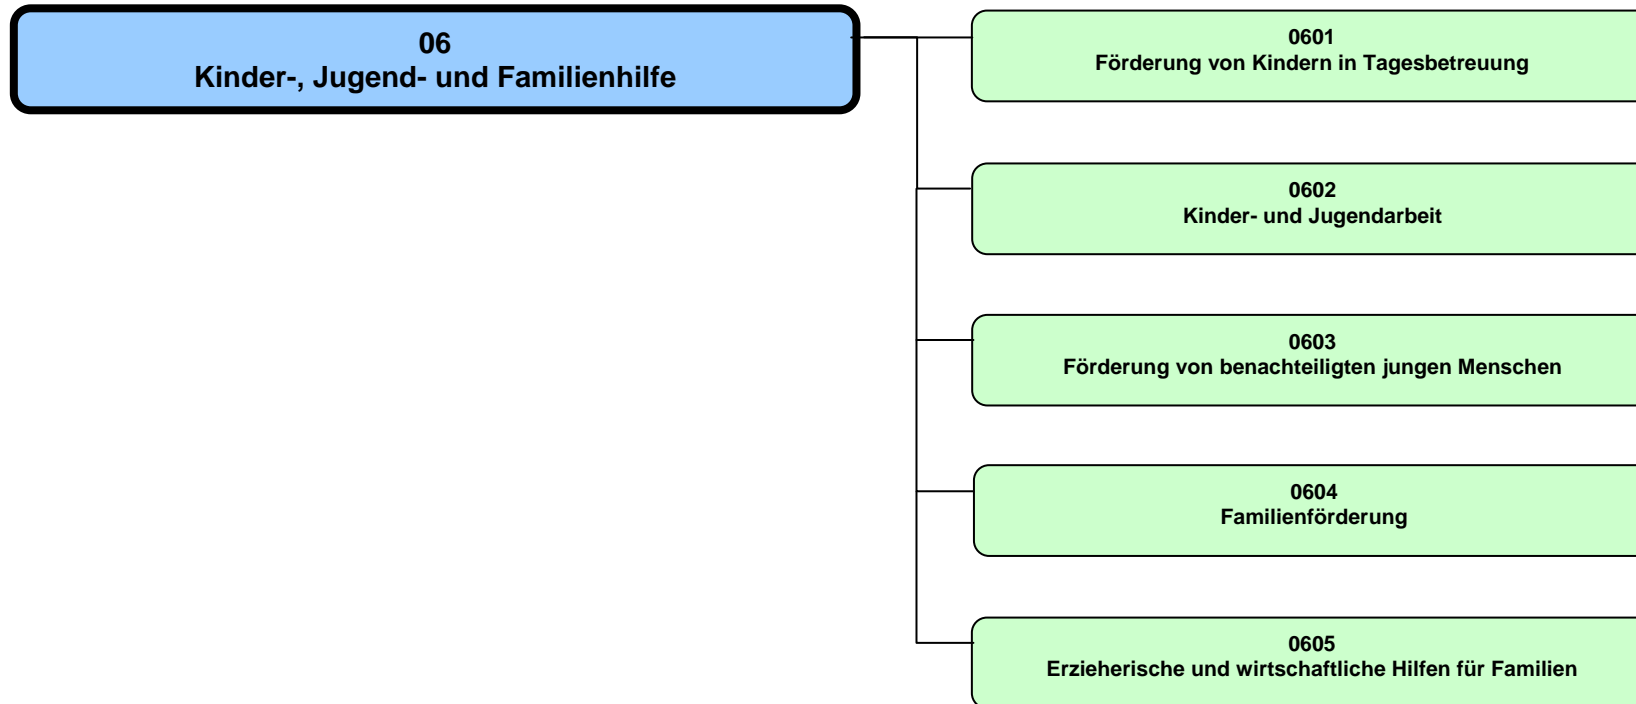 06
Kinder-, Jugend- und Familienhilfe
0601
Förderung von Kindern in Tagesbetreuung
0602
Kinder- und Jugendarbeit
0603
Förderung von benachteiligten jungen Menschen
0604
Familienförderung
0605
Erzieherische und wirtschaftliche Hilfen für Familien